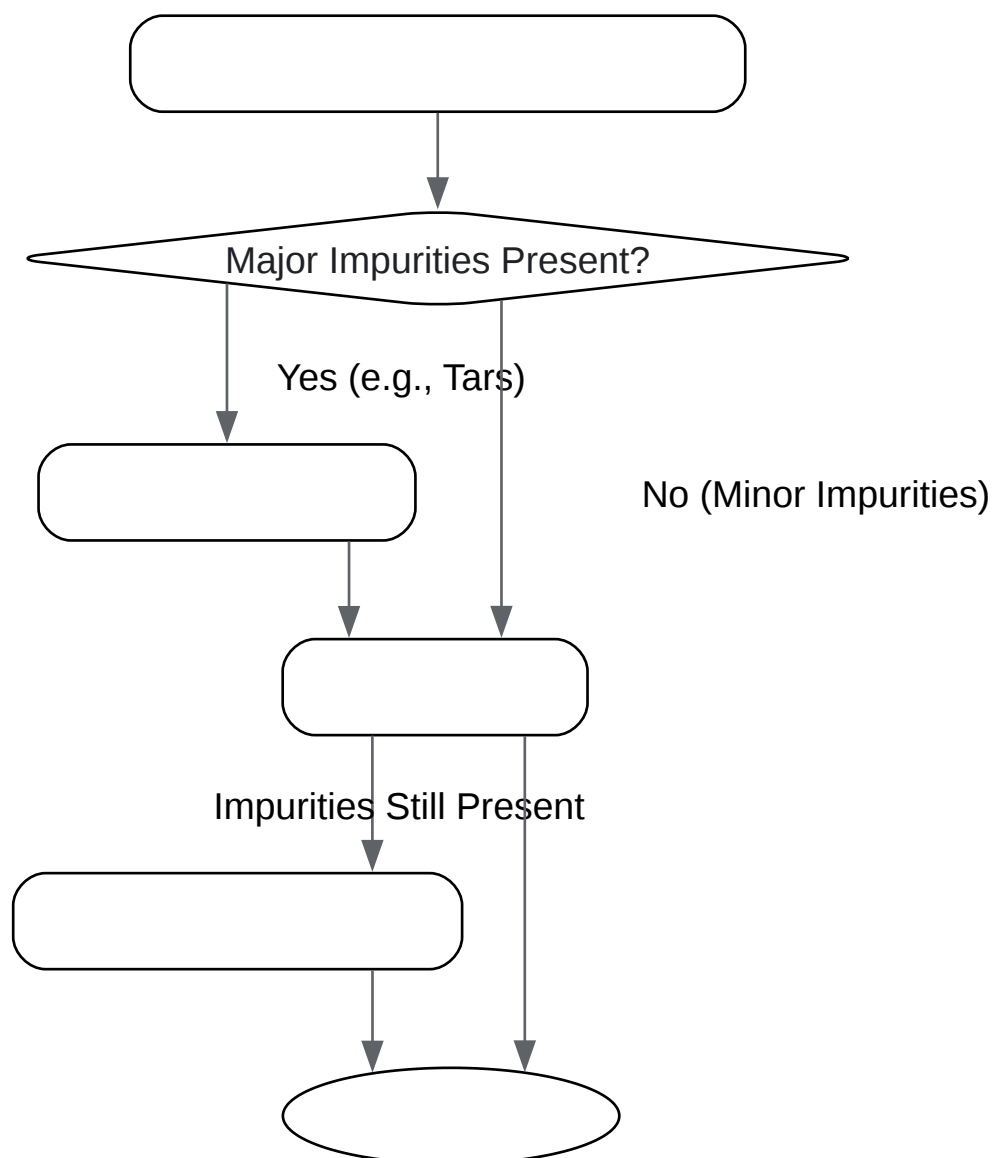 Major Impurities Present?
Yes (e.g., Tars)
No (Minor Impurities)
Impurities Still Present